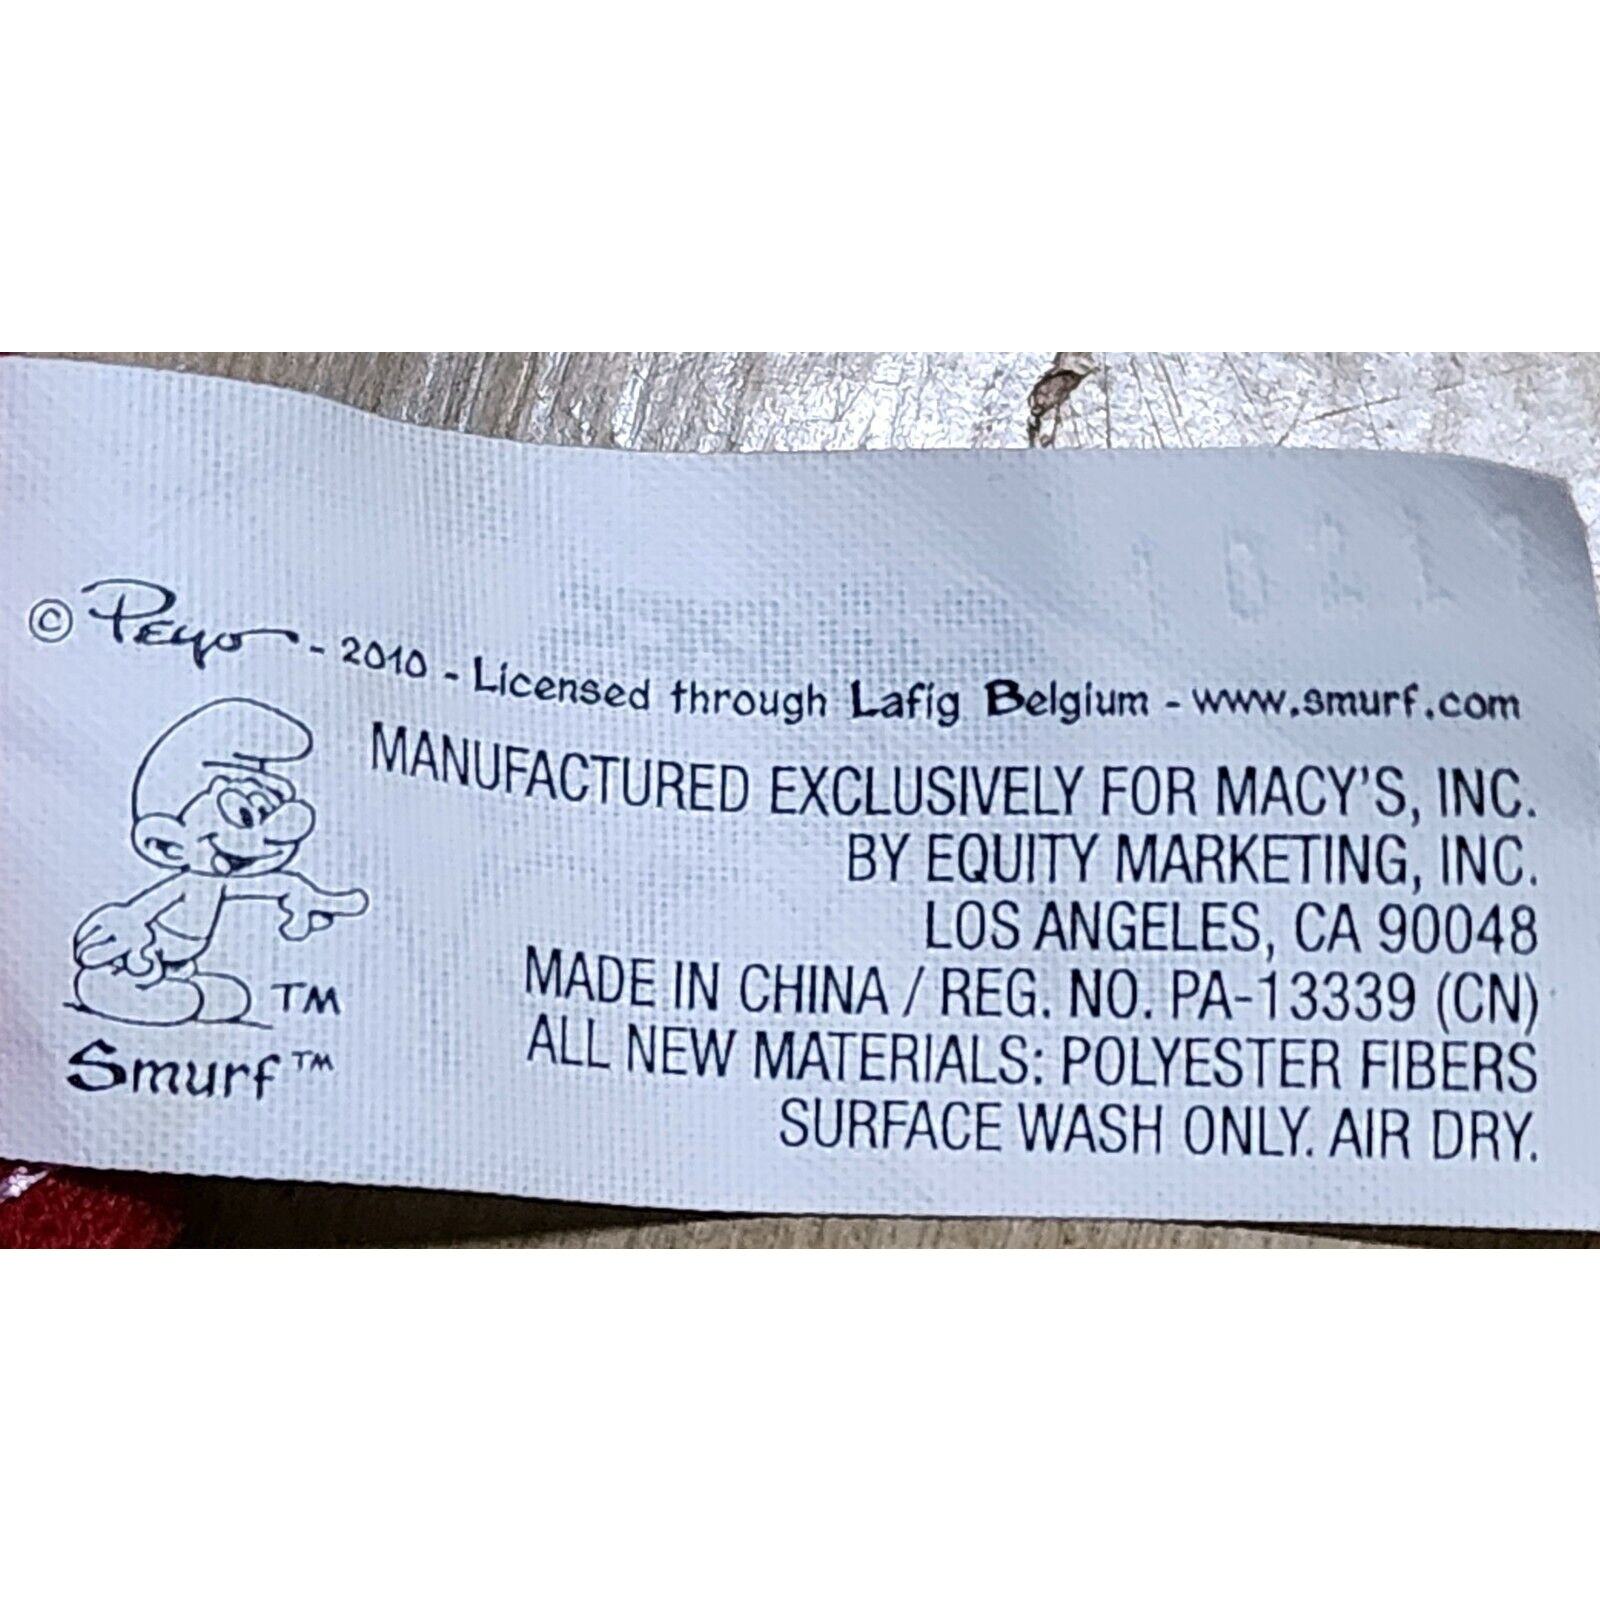 © Peyo - 2010 - Licensed through Lafig Belgium - www.smurf.com
MANUFACTURED EXCLUSIVELY FOR MACY'S, INC.
BY EQUITY MARKETING, INC.
LOS ANGELES, CA 90048
MADE IN CHINA / REG. NO. PA-13339 (CN)
ALL NEW MATERIALS: POLYESTER FIBERS
SURFACE WASH ONLY. AIR DRY.
TM
Smurf™